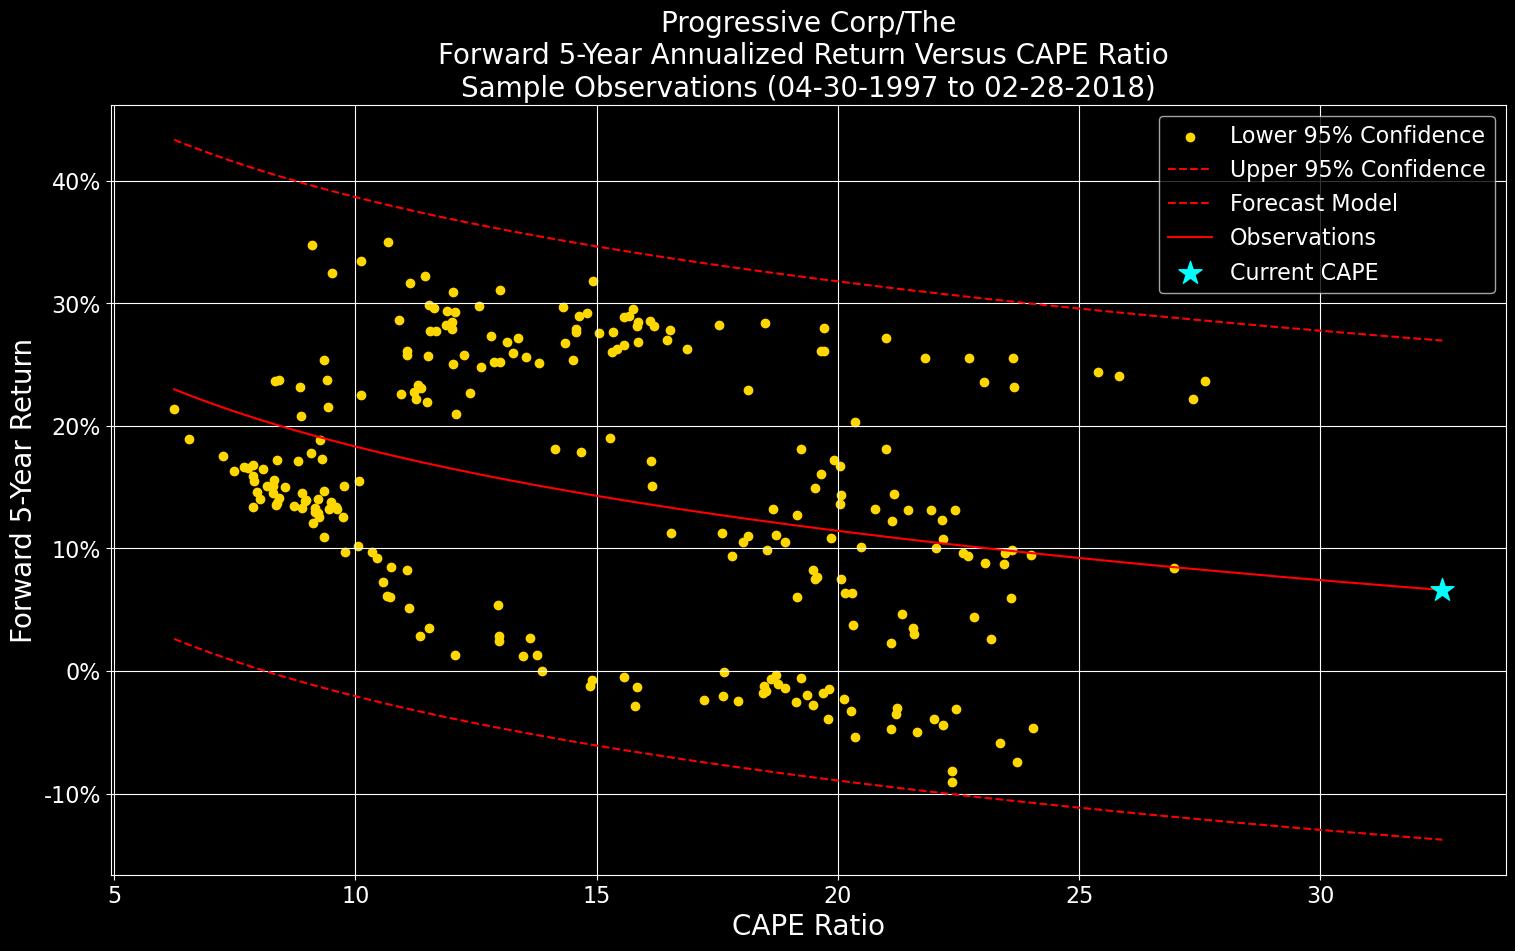 Progressive Corp/The
Forward 5-Year Annualized Return Versus CAPE Ratio
Sample Observations (04-30-1997 to 02-28-2018)
Lower 95% Confidence
Upper 95% Confidence
Forecast Model
Observations
Current CAPE
Forward 5-Year Return
40%
30%
20%
10%
0%
-10%
5 10 15 20 25 30
CAPE Ratio